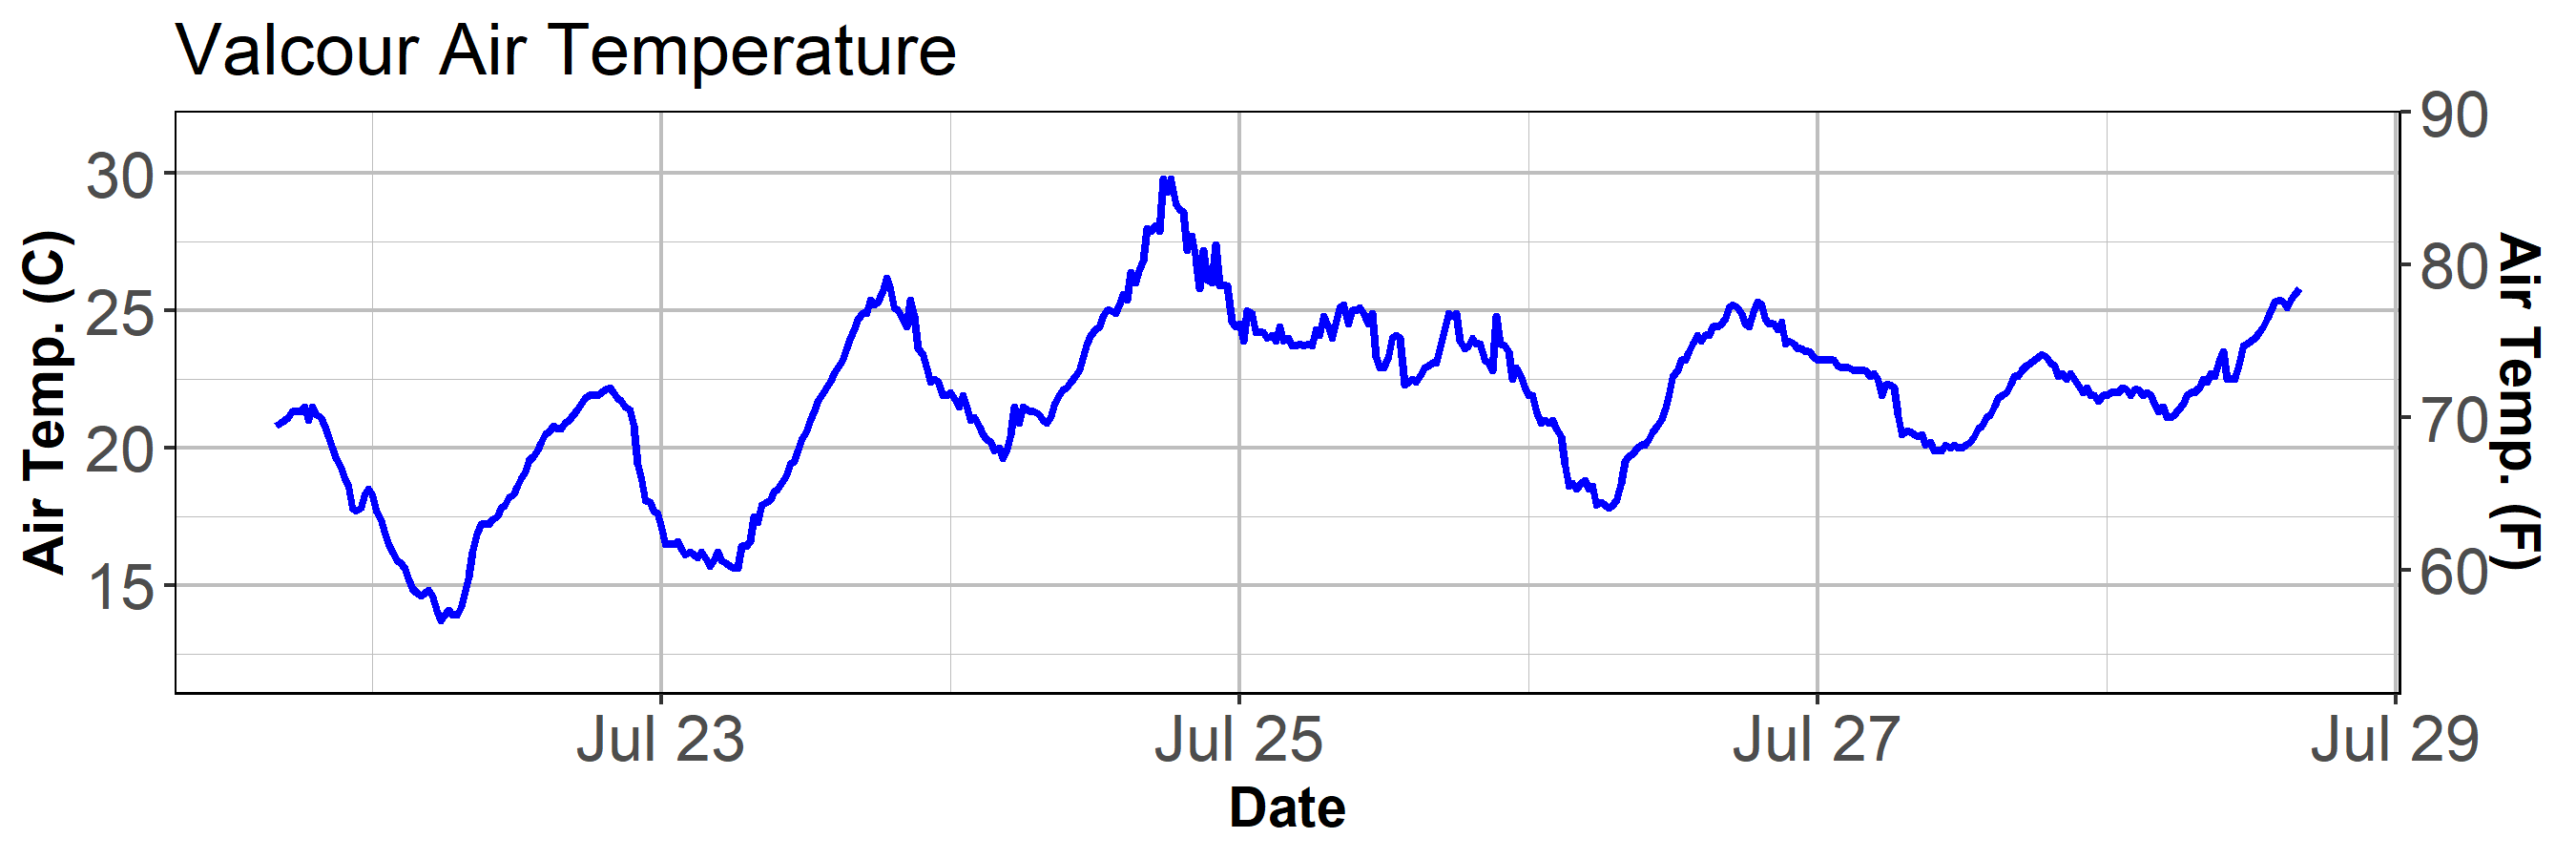 Valcour Air Temperature
Air Temp. (C)
30
25
20
15
90
80
70
60
Air Temp. (F)
Jul 23 Jul 25 Jul 27 Jul 29
Date